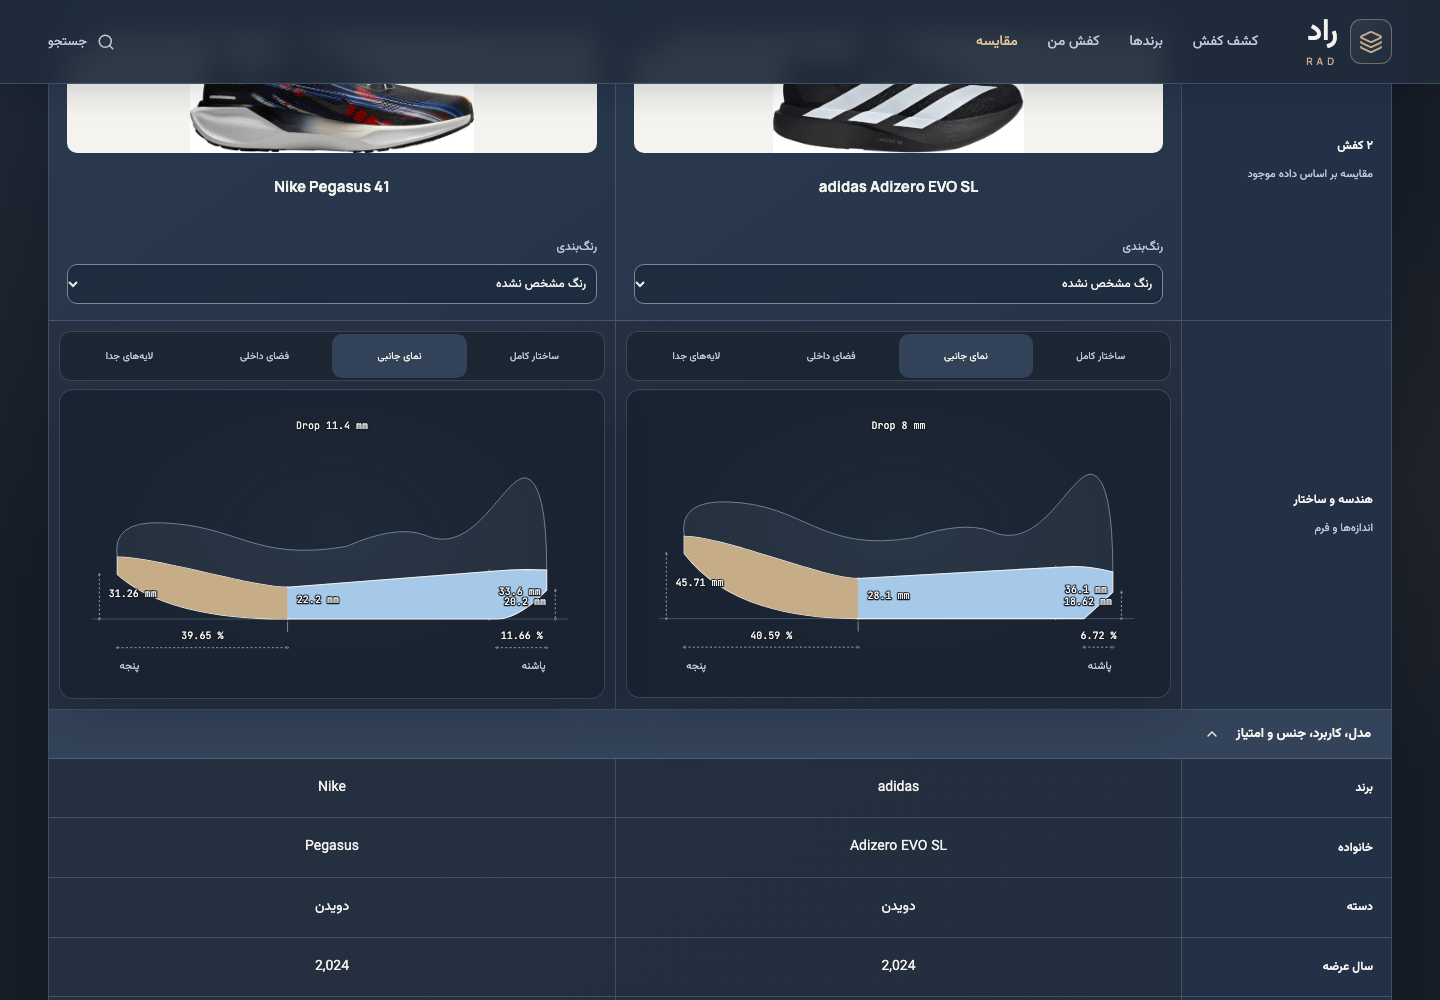 راد
RAD
کشف کفش
برندها
کفش من
مقایسه
جستجو
۲ کفش
مقایسه بر اساس داده موجود
adidas Adizero EVO SL
Nike Pegasus 41
رنگ‌بندی
رنگ‌بندی
رنگ مشخص نشده
رنگ مشخص نشده
هندسه و ساختار
اندازه‌ها و فرم
ساختار کامل
نمای جانبی
فضای داخلی
لایه‌های جدا
ساختار کامل
نمای جانبی
فضای داخلی
لایه‌های جدا
Drop 8 mm
45.71 mm
28.1 mm
36.1 mm
18.62 mm
40.59 %
6.72 %
پنجه
پاشنه
Drop 11.4 mm
31.26 mm
22.2 mm
33.6 mm
20.2 mm
39.65 %
11.66 %
پنجه
پاشنه
مدل، کاربرد، جنس و امتیاز
برند
adidas
Nike
خانواده
Adizero EVO SL
Pegasus
دسته
دویدن
دویدن
سال عرضه
2,024
2,024